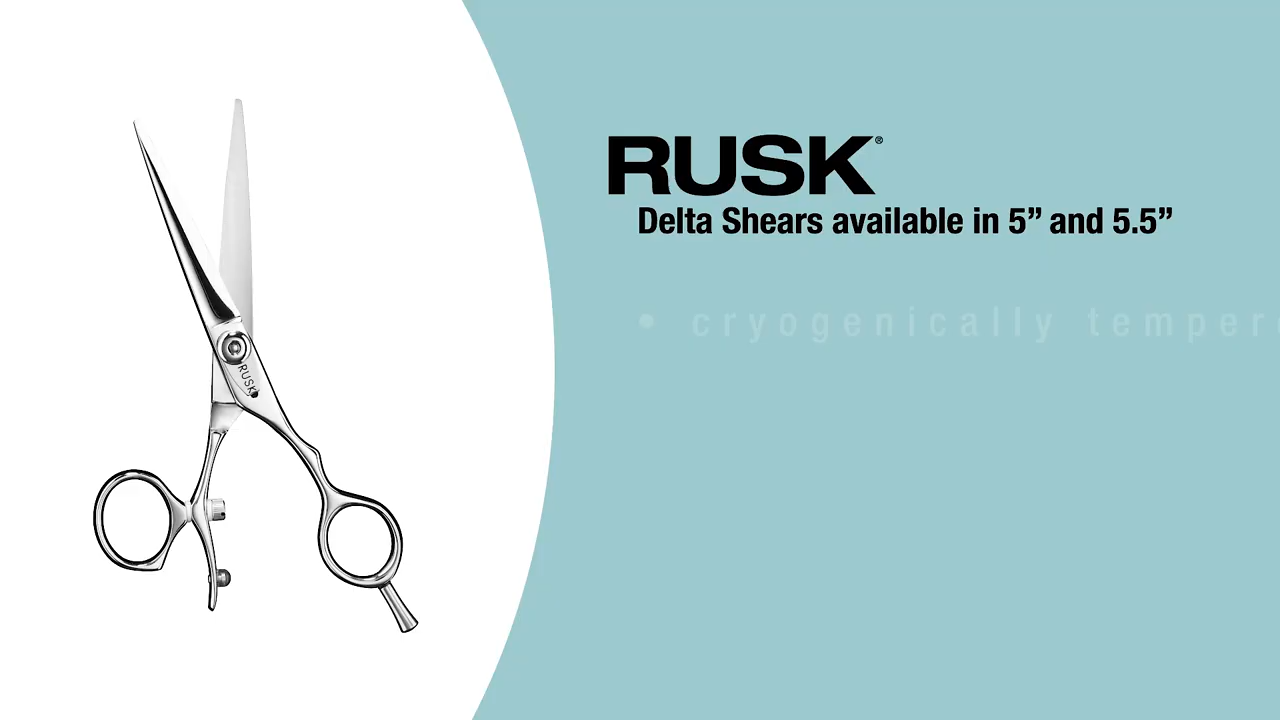 RUSK®
Delta Shears available in 5” and 5.5”
• cryogenically
RUSK